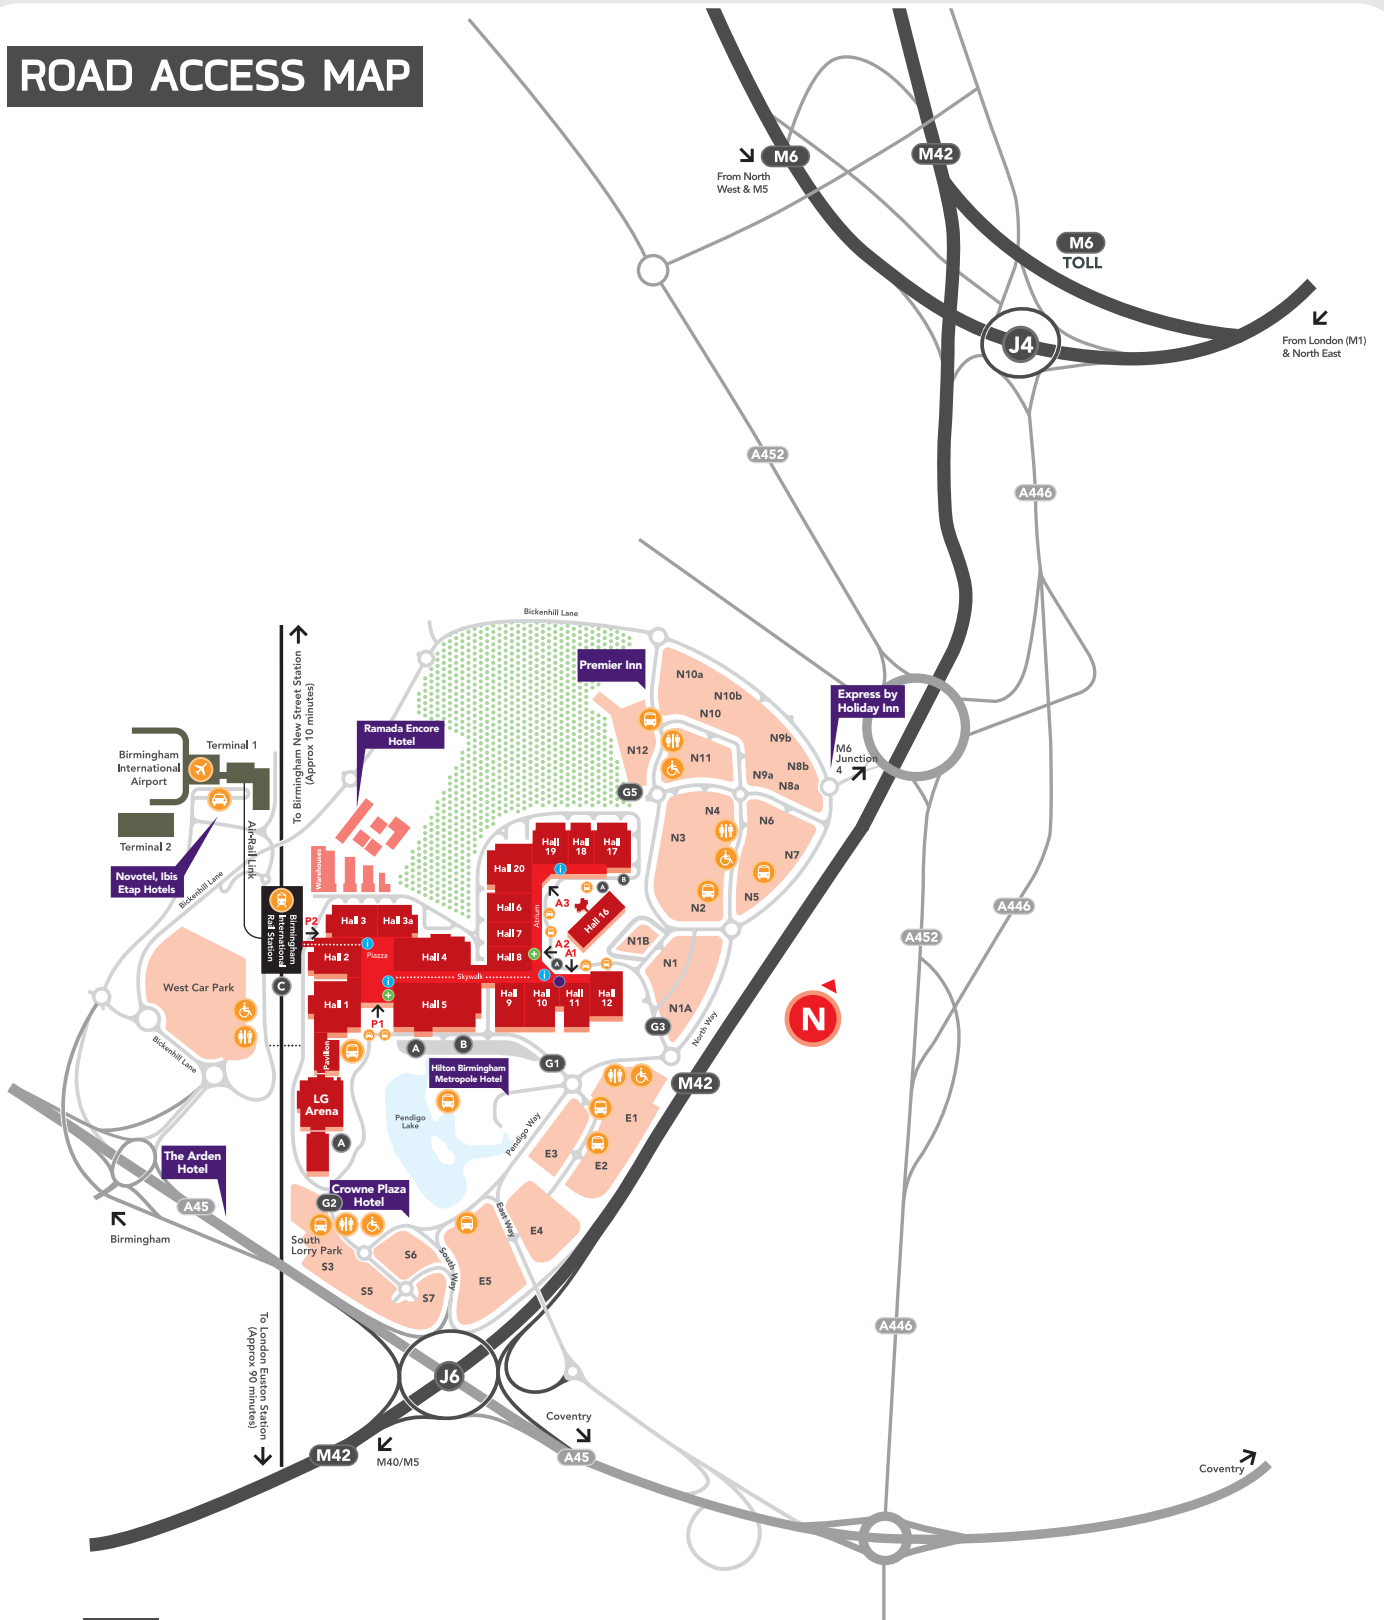 ROAD ACCESS MAP
M6
From North
West & M5
M42
M6
TOLL
J4
From London (M1)
& North East
A452
A446
Bickenhill Lane
Premier Inn
N10a
N10b
N10
N9b
N8b
N9a
N8a
N12
N11
G5
Express by
Holiday Inn
M6
Junction
4
To Birmingham New Street Station
(Approx 10 minutes)
Ramada Encore
Hotel
Birmingham
International
Airport
Terminal 1
Terminal 2
Air-Rail Link
Novotel, Ibis
Etap Hotels
Bickenhill Lane
Warehouses
Birmingham
International
Rail Station
P2
Hall 3
Hall 3a
Hall 2
Piazza
Hall 4
Skywalk
Hall 1
Hall 5
P1
Hall 20
Hall
19
Hall
18
Hall
17
Hall 6
Hall 7
Hall 8
Atrium
A3
A
B
Hall 16
A2
A1
A
Hall
9
Hall
10
Hall
11
Hall
12
N3
N4
N6
N7
N5
N2
N1B
N1
N1A
G3
North Way
A446
A452
N
West Car Park
C
Bickenhill Lane
Pavilion
LG
Arena
A
A
B
G1
Hilton Birmingham
Metropole Hotel
Pendigo
Lake
Pendigo Way
M42
E1
E2
E3
E4
E5
East Way
South Way
The Arden
Hotel
A45
Birmingham
Crowne Plaza
Hotel
G2
South
Lorry Park
S3
S5
S6
S7
To London Euston Station
(Approx 90 minutes)
J6
A446
M42
M40/M5
Coventry
A45
Coventry